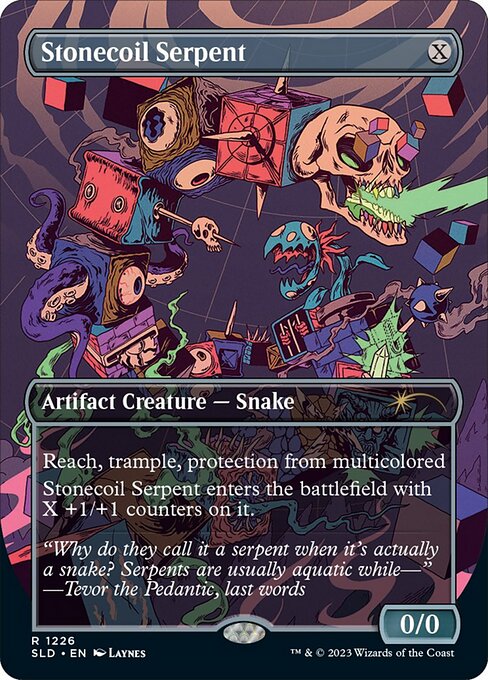 Stonecoil Serpent X
Artifact Creature — Snake
Reach, trample, protection from multicolored
Stonecoil Serpent enters the battlefield with
X +1/+1 counters on it.
“Why do they call it a serpent when it’s actually
a snake? Serpents are usually aquatic while—”
—Tevor the Pedantic, last words
0/0
R 1226
SLD • EN LAYNES
™ & © 2023 Wizards of the Coast